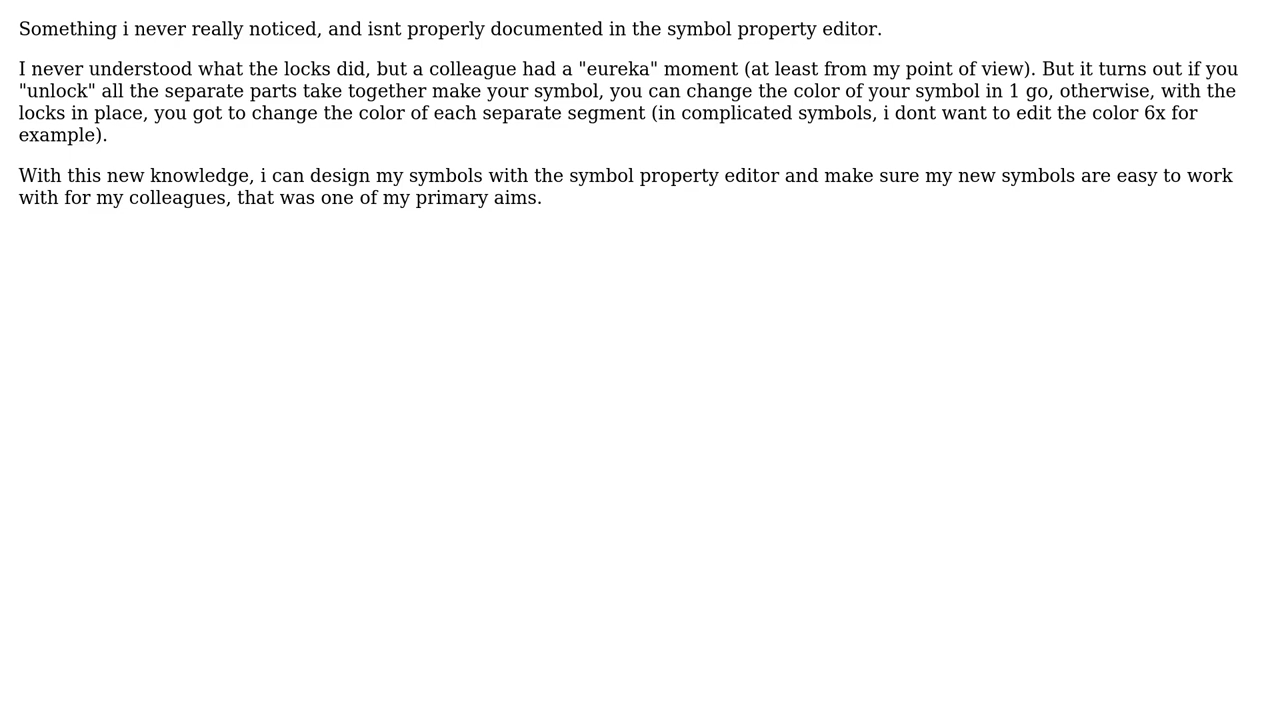 Something i never really noticed, and isnt properly documented in the symbol property editor.
I never understood what the locks did, but a colleague had a "eureka" moment (at least from my point of view). But it turns out if you
"unlock" all the separate parts take together make your symbol, you can change the color of your symbol in 1 go, otherwise, with the
locks in place, you got to change the color of each separate segment (in complicated symbols, i dont want to edit the color 6x for
example).
With this new knowledge, i can design my symbols with the symbol property editor and make sure my new symbols are easy to work
with for my colleagues, that was one of my primary aims.